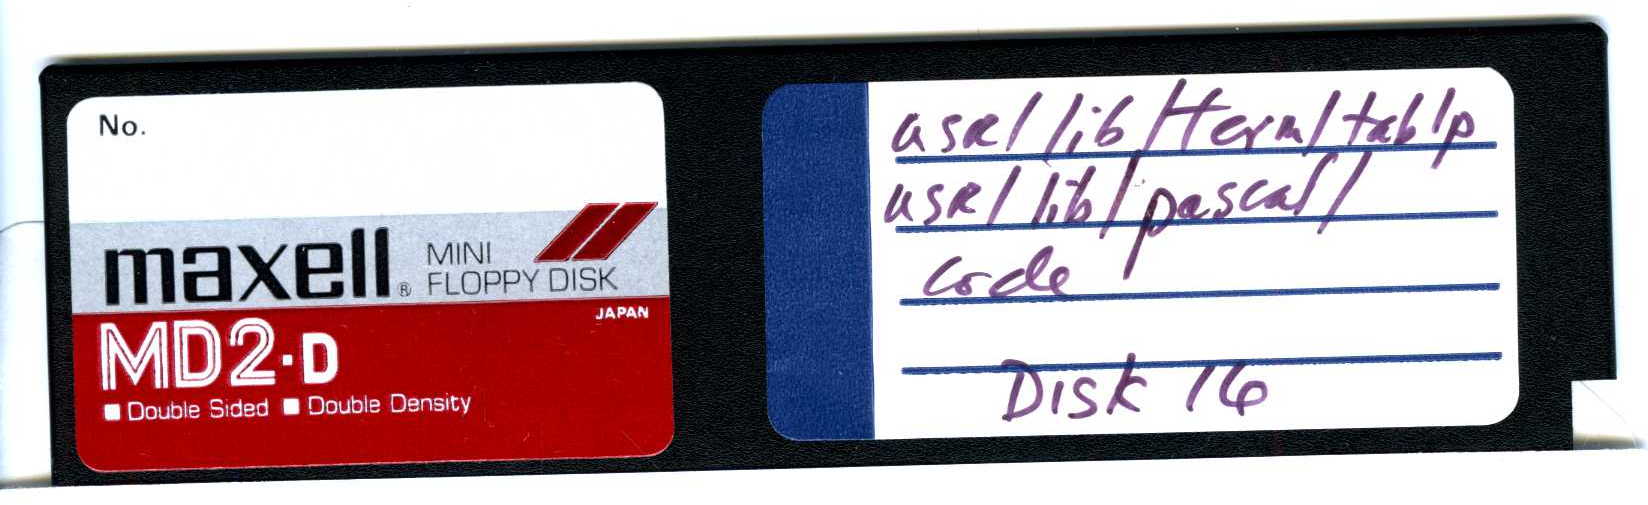 No.
maxell® MINI FLOPPY DISK
JAPAN
MD2-D
Double Sided Double Density
usr/lib/term/tab/p
usr/lib/pascal/
code
Disk 16